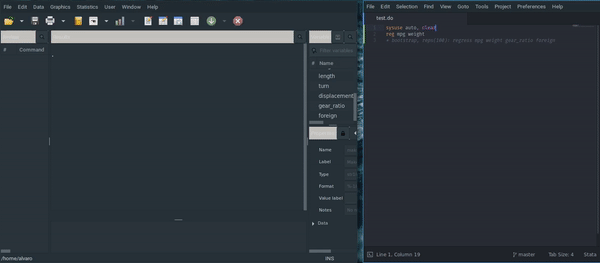 File Edit Data Graphics Statistics User Window Help
# Command
.
Filter variables
# Name
length
turn
displacement
gear_ratio
foreign
Name
Label
Type
Format
Value label
Notes
Data
/home/alvaro
INS
File Edit Selection Find View Goto Tools Project Preferences Help
test.do
sysuse auto, clear
reg mpg weight
* bootstrap, reps(100): regress mpg weight gear_ratio foreign
Line 1, Column 19
master
Tab Size: 4
Stata